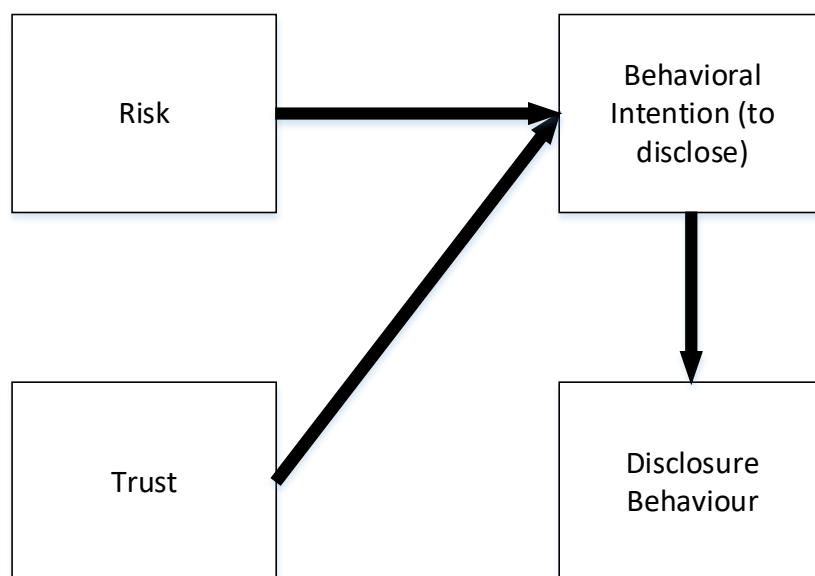 Risk
Behavioral
Intention (to
disclose)
Trust
Disclosure
Behaviour